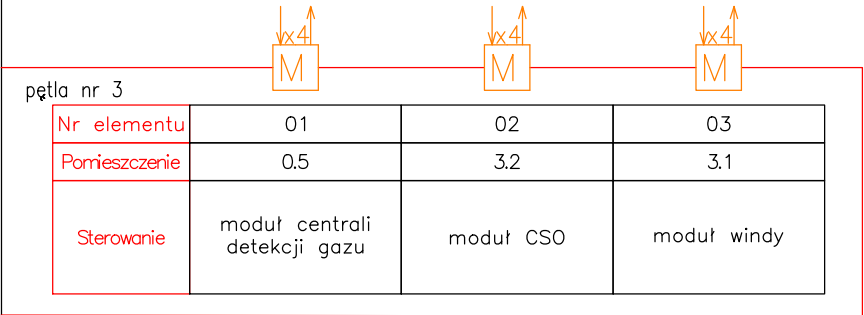 x4 x4 x4
M M M
pętla nr 3
Nr elementu 01 02 03
Pomieszczenie 0.5 3.2 3.1
Sterowanie moduł centrali detekcji gazu moduł CSO moduł windy